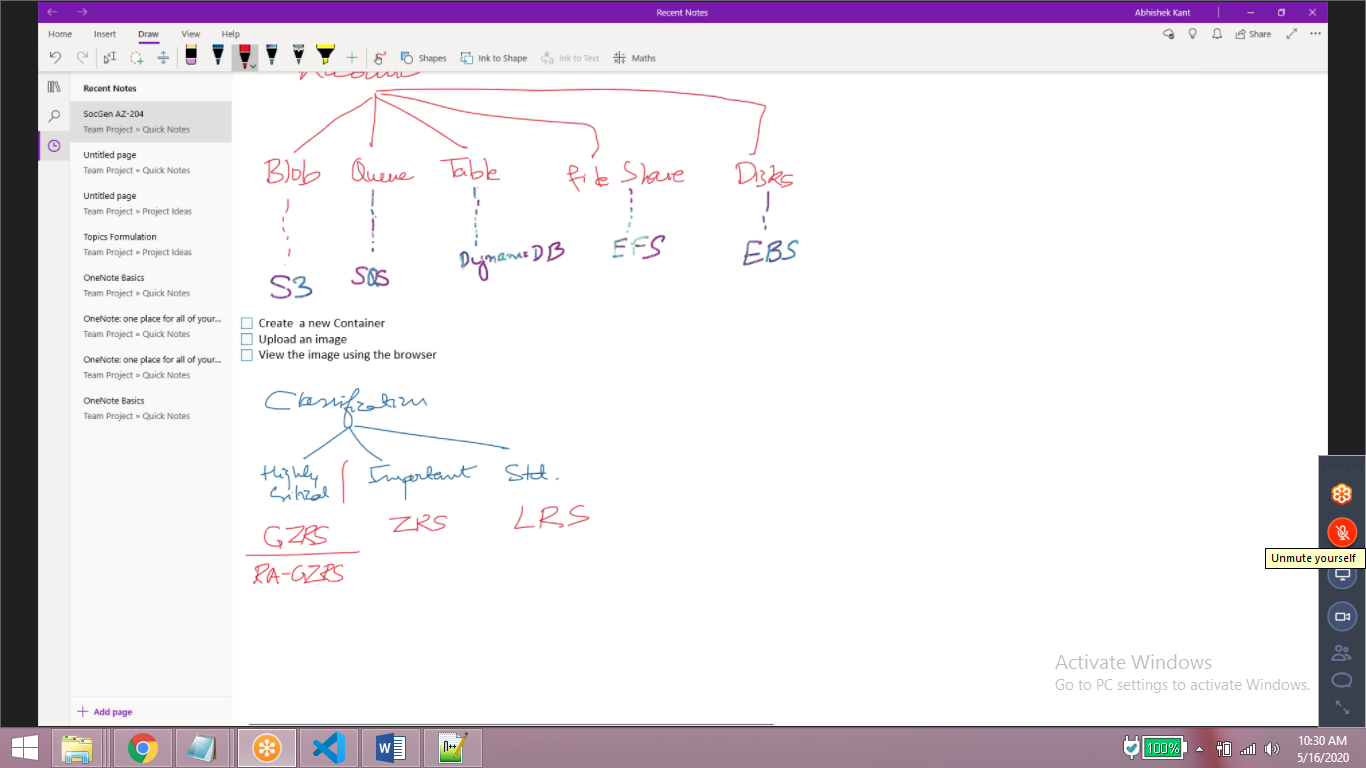 Recent Notes
Abhishek Kant
Home Insert Draw View Help
Share
Shapes Ink to Shape Ink to Text Maths
Recent Notes
SocGen AZ-204
Team Project » Quick Notes
Untitled page
Team Project » Quick Notes
Untitled page
Team Project » Project Ideas
Topics Formulation
Team Project » Project Ideas
OneNote Basics
Team Project » Quick Notes
OneNote: one place for all of your...
Team Project » Quick Notes
OneNote: one place for all of your...
Team Project » Quick Notes
OneNote Basics
Team Project » Quick Notes
Add page
Blob Queue Table File Share Disks
S3 SQS DynamicDB EFS EBS
Create a new Container
Upload an image
View the image using the browser
Classification
Highly Critical Important Std.
GZRS ZRS LRS
RA-GZRS
Unmute yourself
Activate Windows
Go to PC settings to activate Windows.
100%
10:30 AM
5/16/2020